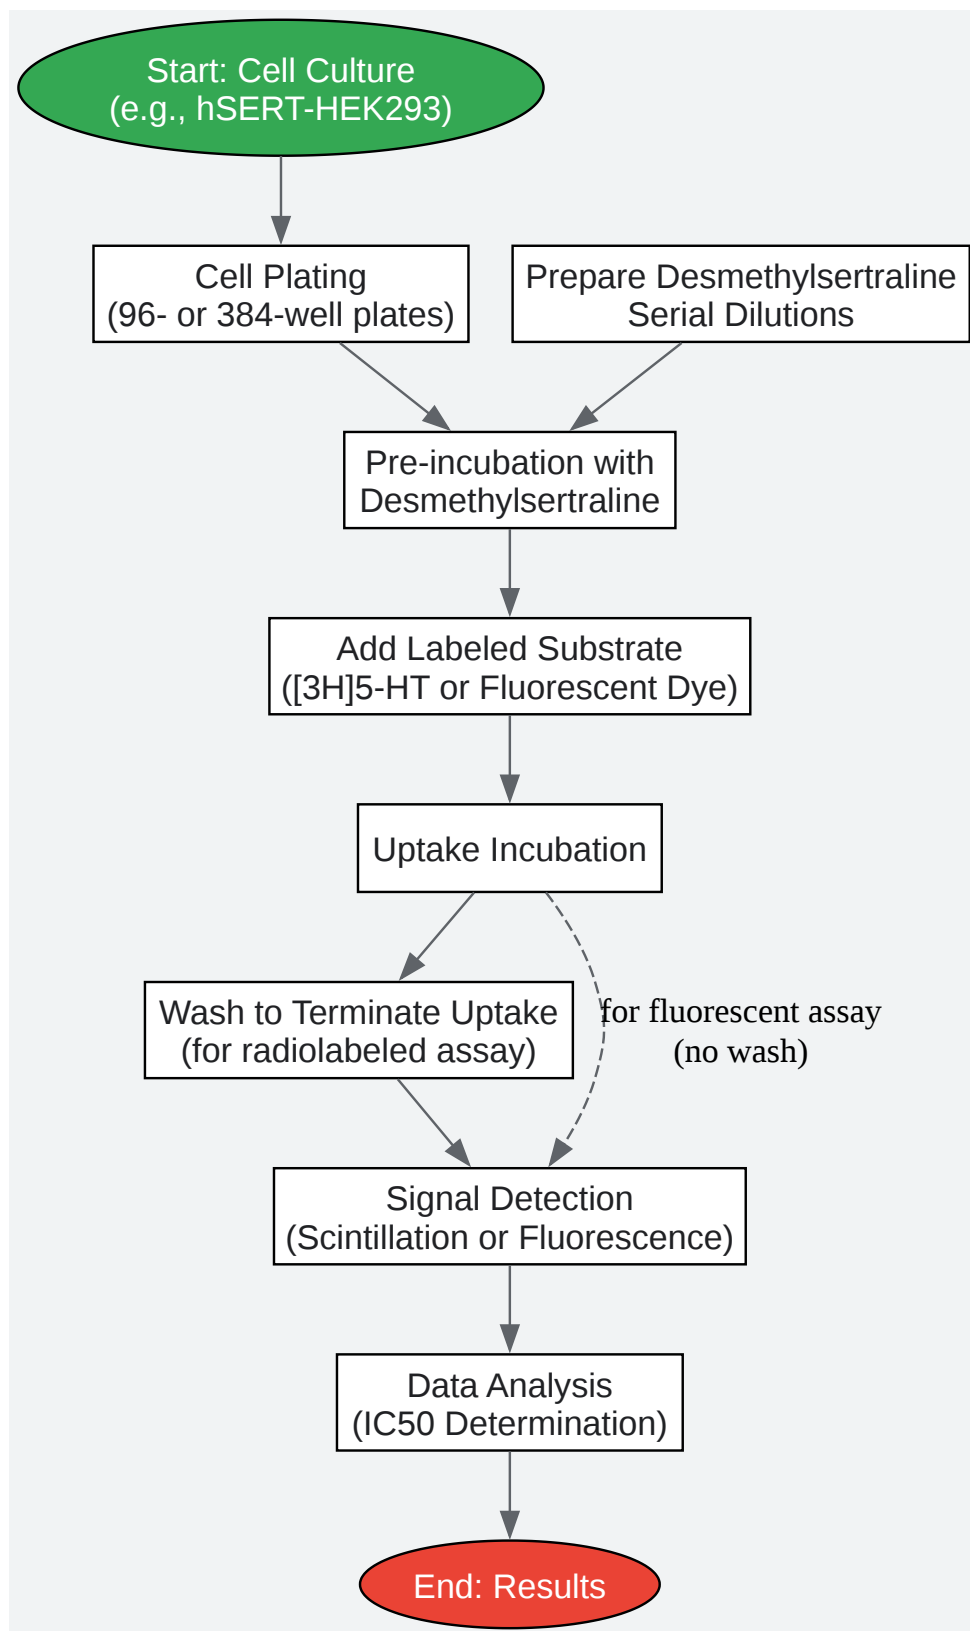 Start: Cell Culture
(e.g., hSERT-HEK293)
Cell Plating
(96- or 384-well plates)
Prepare Desmethylsertraline
Serial Dilutions
Pre-incubation with
Desmethylsertraline
Add Labeled Substrate
([3H]5-HT or Fluorescent Dye)
Uptake Incubation
Wash to Terminate Uptake
(for radiolabeled assay)
for fluorescent assay
(no wash)
Signal Detection
(Scintillation or Fluorescence)
Data Analysis
(IC50 Determination)
End: Results